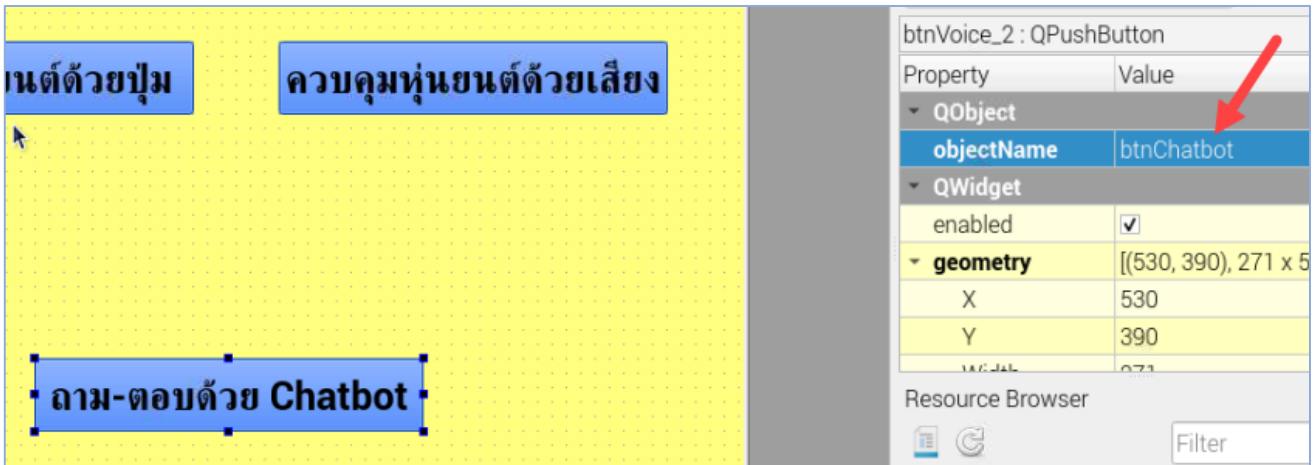 นต์ด้วยปุ่ม
ควบคุมหุ่นยนต์ด้วยเสียง
ถาม-ตอบด้วย Chatbot
btnVoice_2 : QPushButton
Property Value
QObject
objectName btnChatbot
QWidget
enabled
geometry [(530, 390), 271 x 5
X 530
Y 390
Width 271
Resource Browser
Filter